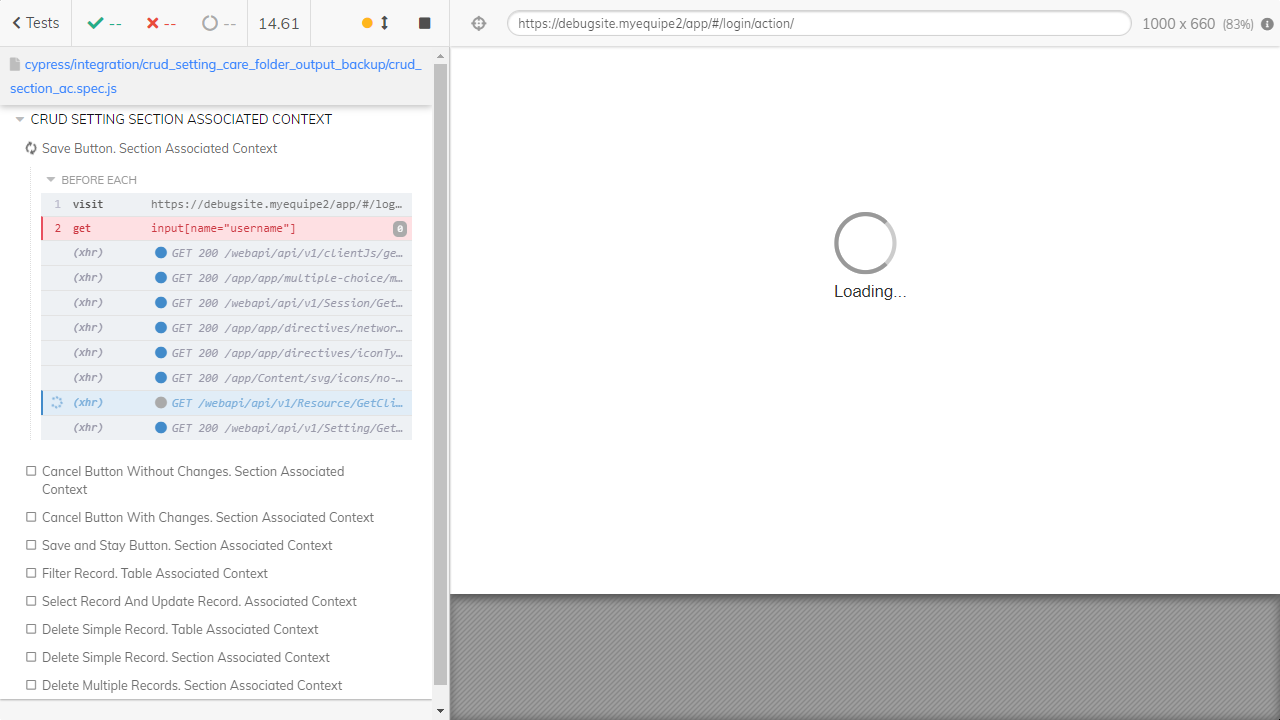 Tests -- -- -- 14.61
https://debugsite.myequipe2/app/#/login/action/ 1000 x 660 (83%)
cypress/integration/crud_setting_care_folder_output_backup/crud_
section_ac.spec.js
CRUD SETTING SECTION ASSOCIATED CONTEXT
Save Button. Section Associated Context
BEFORE EACH
1 visit https://debugsite.myequipe2/app/#/log…
2 get input[name="username"] 0
(xhr) GET 200 /webapi/api/v1/clientJs/ge…
(xhr) GET 200 /app/app/multiple-choice/m…
(xhr) GET 200 /webapi/api/v1/Session/Get…
(xhr) GET 200 /app/app/directives/networ…
(xhr) GET 200 /app/app/directives/iconTy…
(xhr) GET 200 /app/Content/svg/icons/no-…
(xhr) GET /webapi/api/v1/Resource/GetCli…
(xhr) GET 200 /webapi/api/v1/Setting/Get…
Cancel Button Without Changes. Section Associated
Context
Cancel Button With Changes. Section Associated Context
Save and Stay Button. Section Associated Context
Filter Record. Table Associated Context
Select Record And Update Record. Associated Context
Delete Simple Record. Table Associated Context
Delete Simple Record. Section Associated Context
Delete Multiple Records. Section Associated Context
Loading...